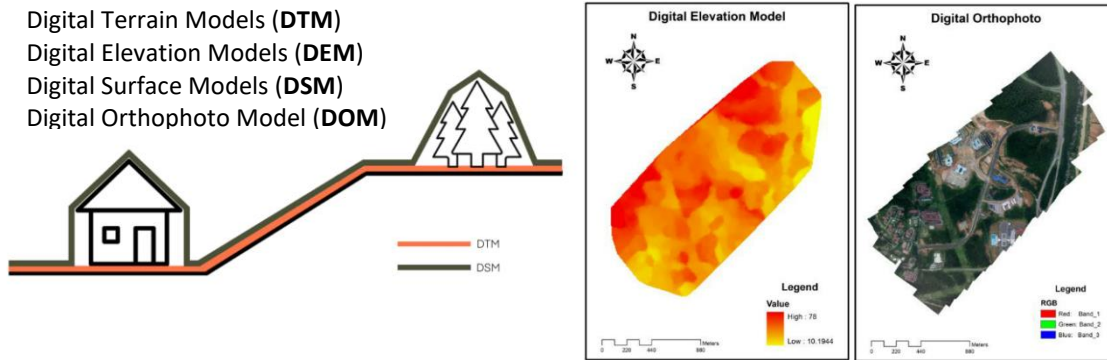 Digital Terrain Models (DTM)
Digital Elevation Models (DEM)
Digital Surface Models (DSM)
Digital Orthophoto Model (DOM)
DTM
DSM
Digital Elevation Model
N
W E
S
Legend
Value
High : 78
Low : 10.1944
Meters
0 220 440 880
Digital Orthophoto
N
W E
S
Legend
RGB
Red: Band_1
Green: Band_2
Blue: Band_3
Meters
0 220 440 880